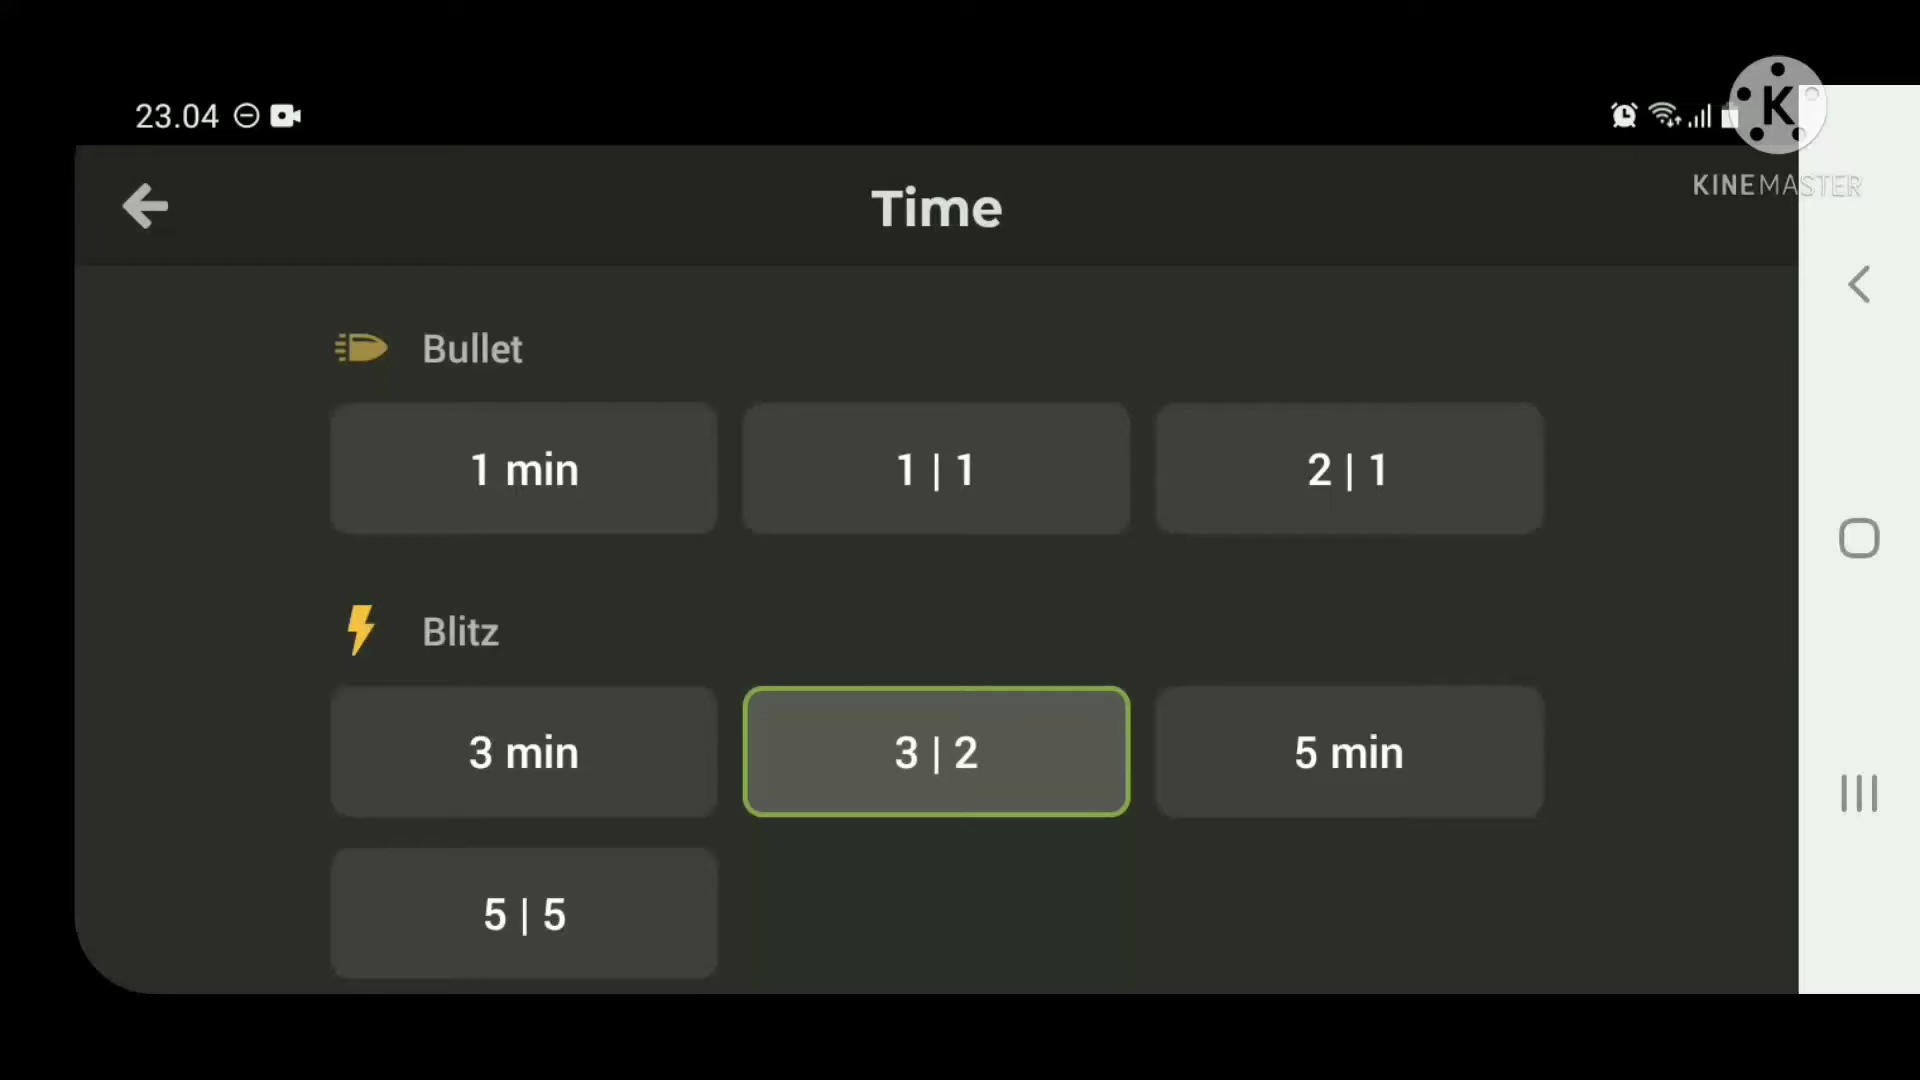 23.04
K
KINEMASTER
Time
Bullet
1 min
1 | 1
2 | 1
Blitz
3 min
3 | 2
5 min
5 | 5